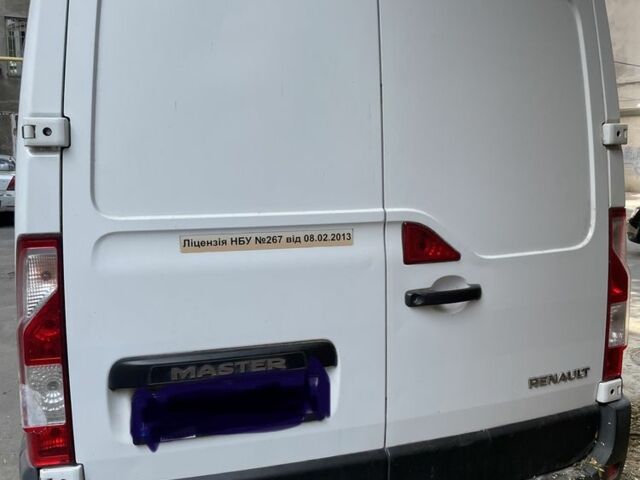 Ліцензія НБУ №267 від 08.02.2013
MASTER
RENAULT